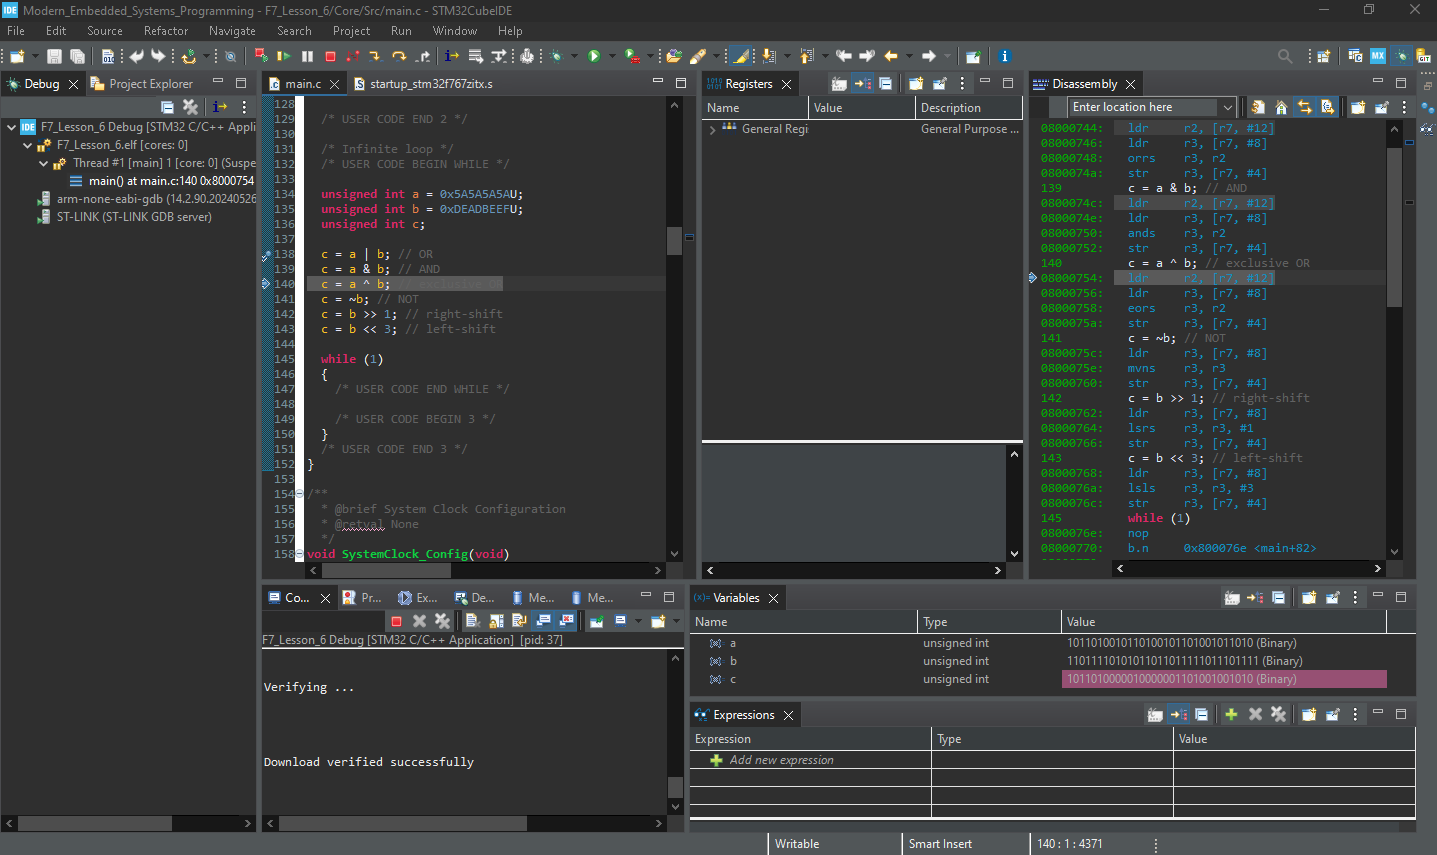 IDE Modern_Embedded_Systems_Programming - F7_Lesson_6/Core/Src/main.c - STM32CubeIDE
File Edit Source Refactor Navigate Search Project Run Window Help
Debug Project Explorer
IDE F7_Lesson_6 Debug [STM32 C/C++ Appli
F7_Lesson_6.elf [cores: 0]
Thread #1 [main] 1 [core: 0] (Suspe
main() at main.c:140 0x8000754
arm-none-eabi-gdb (14.2.90.20240526
ST-LINK (ST-LINK GDB server)
main.c startup_stm32f767zitx.s
128
129 /* USER CODE END 2 */
130
131 /* Infinite loop */
132 /* USER CODE BEGIN WHILE */
133
134 unsigned int a = 0x5A5A5A5AU;
135 unsigned int b = 0xDEADBEEFU;
136 unsigned int c;
137
138 c = a | b; // OR
139 c = a & b; // AND
140 c = a ^ b; // exclusive OR
141 c = ~b; // NOT
142 c = b >> 1; // right-shift
143 c = b << 3; // left-shift
144
145 while (1)
146 {
147 /* USER CODE END WHILE */
148
149 /* USER CODE BEGIN 3 */
150 }
151 /* USER CODE END 3 */
152 }
153
154 /**
155 * @brief System Clock Configuration
156 * @retval None
157 */
158 void SystemClock_Config(void)
Registers
Name Value Description
General Regi General Purpose ...
Disassembly
Enter location here
08000744: ldr r2, [r7, #12]
08000746: ldr r3, [r7, #8]
08000748: orrs r3, r2
0800074a: str r3, [r7, #4]
139 c = a & b; // AND
0800074c: ldr r2, [r7, #12]
0800074e: ldr r3, [r7, #8]
08000750: ands r3, r2
08000752: str r3, [r7, #4]
140 c = a ^ b; // exclusive OR
08000754: ldr r2, [r7, #12]
08000756: ldr r3, [r7, #8]
08000758: eors r3, r2
0800075a: str r3, [r7, #4]
141 c = ~b; // NOT
0800075c: ldr r3, [r7, #8]
0800075e: mvns r3, r3
08000760: str r3, [r7, #4]
142 c = b >> 1; // right-shift
08000762: ldr r3, [r7, #8]
08000764: lsrs r3, r3, #1
08000766: str r3, [r7, #4]
143 c = b << 3; // left-shift
08000768: ldr r3, [r7, #8]
0800076a: lsls r3, r3, #3
0800076c: str r3, [r7, #4]
145 while (1)
0800076e: nop
08000770: b.n 0x800076e <main+82>
Co... Pr... Ex... De... Me... Me...
F7_Lesson_6 Debug [STM32 C/C++ Application] [pid: 37]
Verifying ...
Download verified successfully
(x)= Variables
Name Type Value
a unsigned int 1011010010110100101101001011010 (Binary)
b unsigned int 11011110101011011011111011101111 (Binary)
c unsigned int 1011010000010000001101001001010 (Binary)
Expressions
Expression Type Value
Add new expression
Writable Smart Insert 140 : 1 : 4371